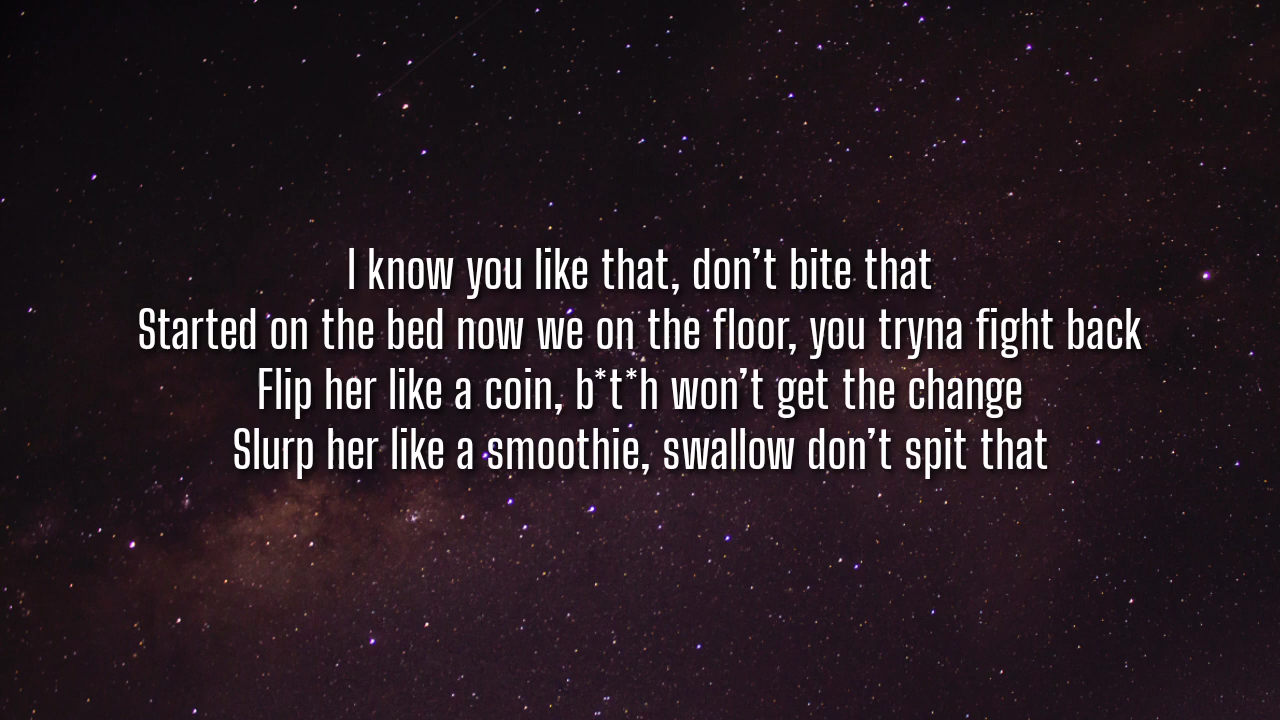 I know you like that, don’t bite that
Started on the bed now we on the floor, you tryna fight back
Flip her like a coin, b*t*h won’t get the change
Slurp her like a smoothie, swallow don’t spit that